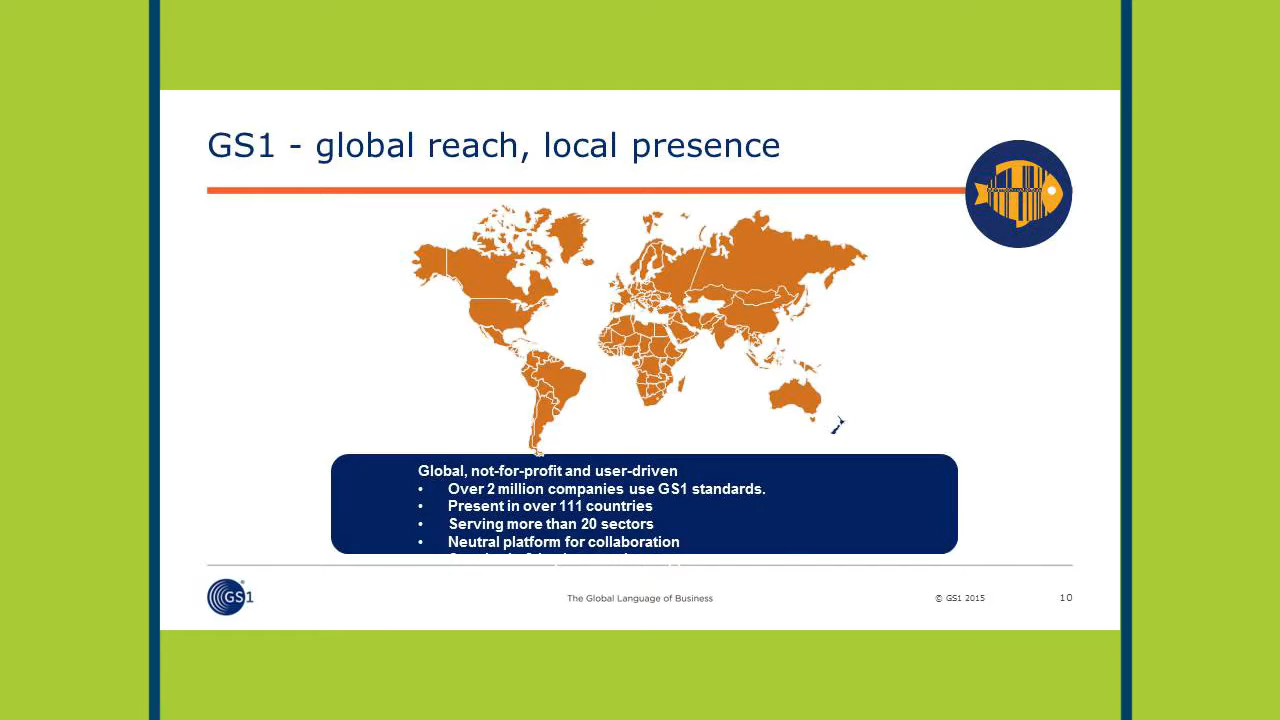 GS1 - global reach, local presence
Global, not-for-profit and user-driven
• Over 2 million companies use GS1 standards.
• Present in over 111 countries
• Serving more than 20 sectors
• Neutral platform for collaboration
GS1
The Global Language of Business
© GS1 2015
10